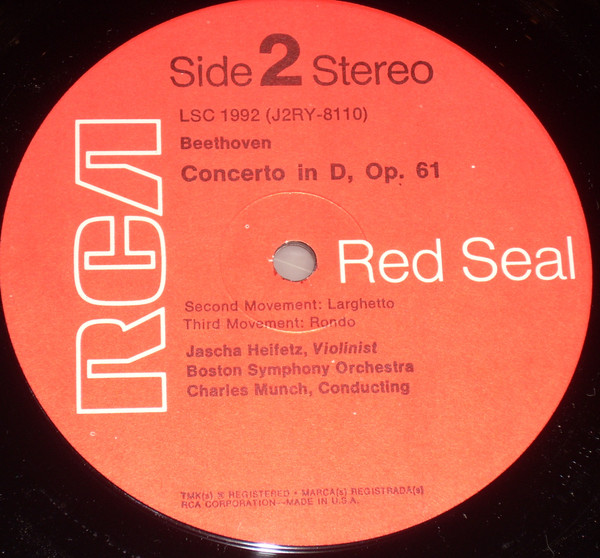 Side 2 Stereo
LSC 1992 (J2RY-8110)
Beethoven
Concerto in D, Op. 61
RCA
Red Seal
Second Movement: Larghetto
Third Movement: Rondo
Jascha Heifetz, Violinist
Boston Symphony Orchestra
Charles Munch, Conducting
TMK(s) ® REGISTERED • MARCA(s) REGISTRADA(s)
RCA CORPORATION—MADE IN U.S.A.